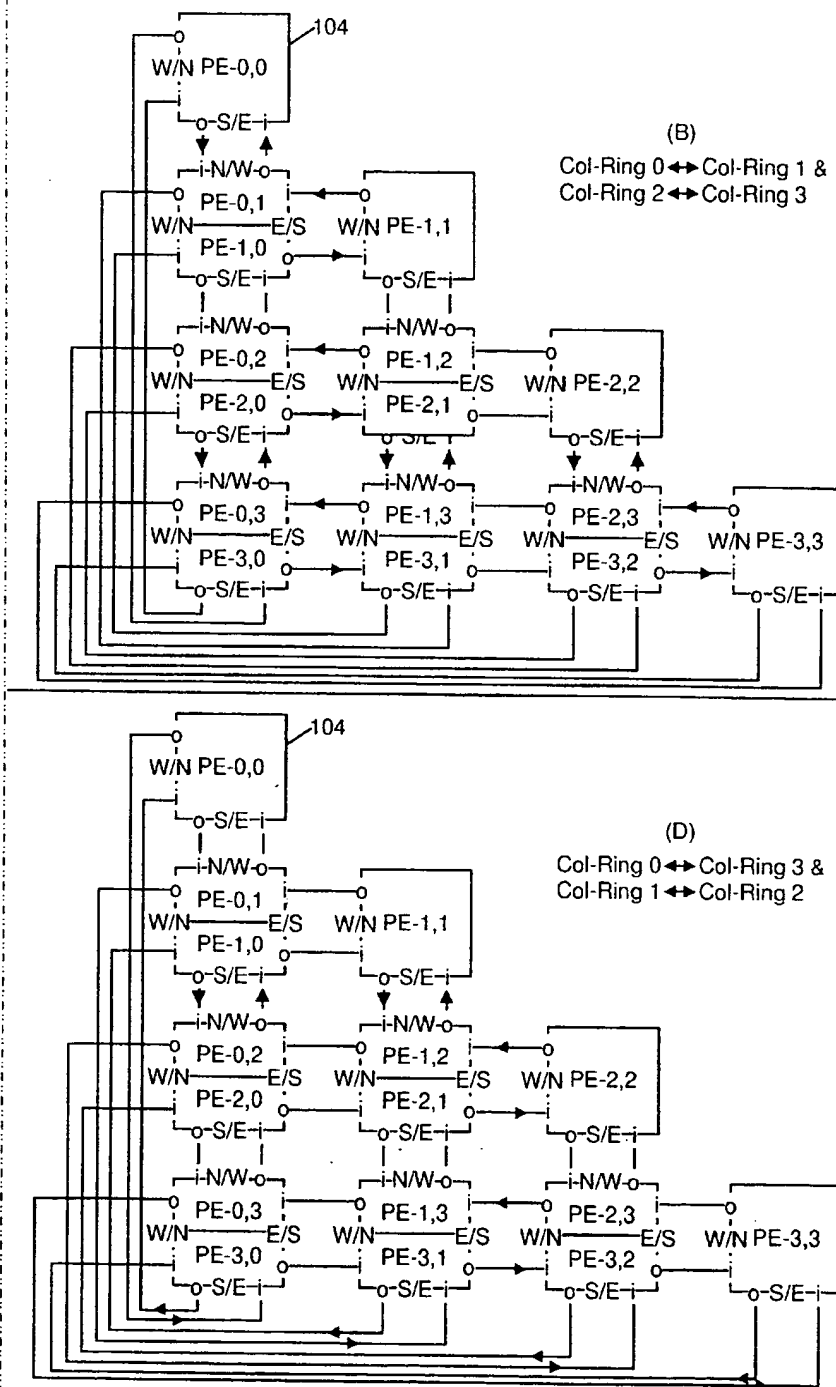 104
o
W/N PE-0,0
i
o-S/E-i
(B)
Col-Ring 0 ↔ Col-Ring 1 &
Col-Ring 2 ↔ Col-Ring 3
i-N/W-o
o PE-0,1 i o
W/N E/S W/N PE-1,1
i PE-1,0 o i
o-S/E-i o-S/E-i
i-N/W-o i-N/W-o
o PE-0,2 i o PE-1,2 i o
W/N E/S W/N E/S W/N PE-2,2
i PE-2,0 o i PE-2,1 o i
o-S/E-i o S/E i o-S/E-i
i-N/W-o i-N/W-o i-N/W-o
o PE-0,3 i o PE-1,3 i o PE-2,3 i o
W/N E/S W/N E/S W/N E/S W/N PE-3,3
i PE-3,0 o i PE-3,1 o i PE-3,2 o i
o-S/E-i o-S/E-i o-S/E-i o-S/E-i
104
o
W/N PE-0,0
i
o-S/E-i
(D)
Col-Ring 0 ↔ Col-Ring 3 &
Col-Ring 1 ↔ Col-Ring 2
i-N/W-o
o PE-0,1 i o
W/N E/S W/N PE-1,1
i PE-1,0 o i
o-S/E-i o-S/E-i
i-N/W-o i-N/W-o
o PE-0,2 i o PE-1,2 i o
W/N E/S W/N E/S W/N PE-2,2
i PE-2,0 o i PE-2,1 o i
o-S/E-i o-S/E-i o-S/E-i
i-N/W-o i-N/W-o i-N/W-o
o PE-0,3 i o PE-1,3 i o PE-2,3 i o
W/N E/S W/N E/S W/N E/S W/N PE-3,3
i PE-3,0 o i PE-3,1 o i PE-3,2 o i
o-S/E-i o-S/E-i o-S/E-i o-S/E-i